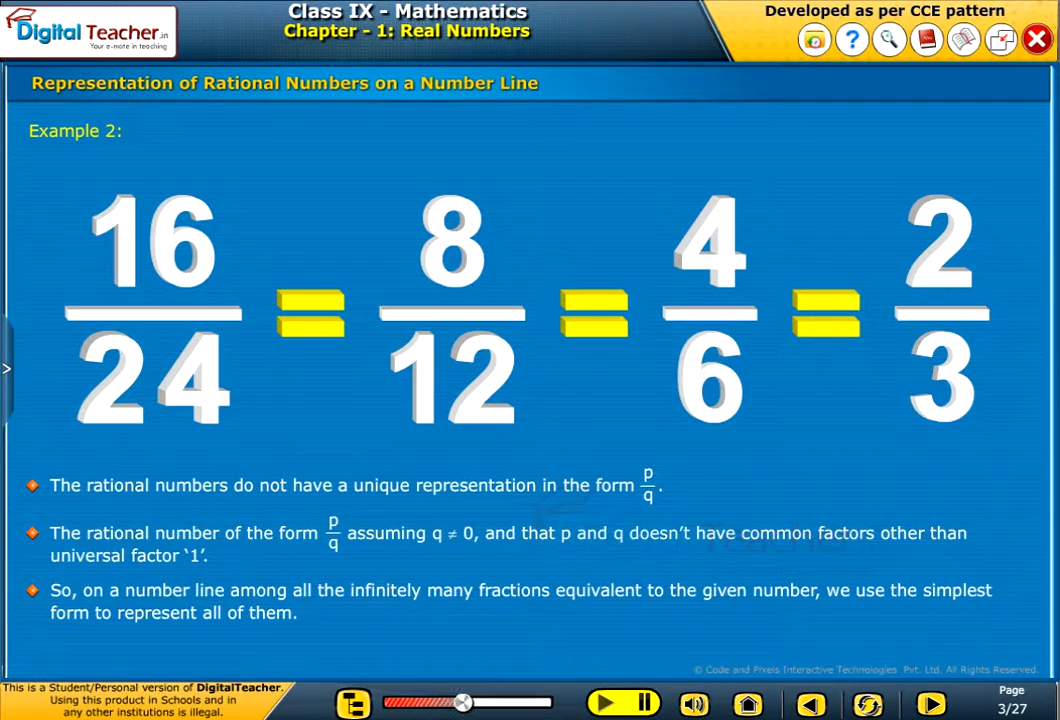 Digital Teacher.in
Your e-mate in teaching
Class IX - Mathematics
Chapter - 1: Real Numbers
Developed as per CCE pattern
?
Representation of Rational Numbers on a Number Line
Example 2:
16/24 = 8/12 = 4/6 = 2/3
>
The rational numbers do not have a unique representation in the form p/q.
The rational number of the form p/q assuming q ≠ 0, and that p and q doesn't have common factors other than
universal factor ‘1’.
So, on a number line among all the infinitely many fractions equivalent to the given number, we use the simplest
form to represent all of them.
© Code and Pixels Interactive Technologies Pvt. Ltd. All Rights Reserved.
This is a Student/Personal version of DigitalTeacher.
Using this product in Schools and in
any other institutions is illegal.
Page
3/27